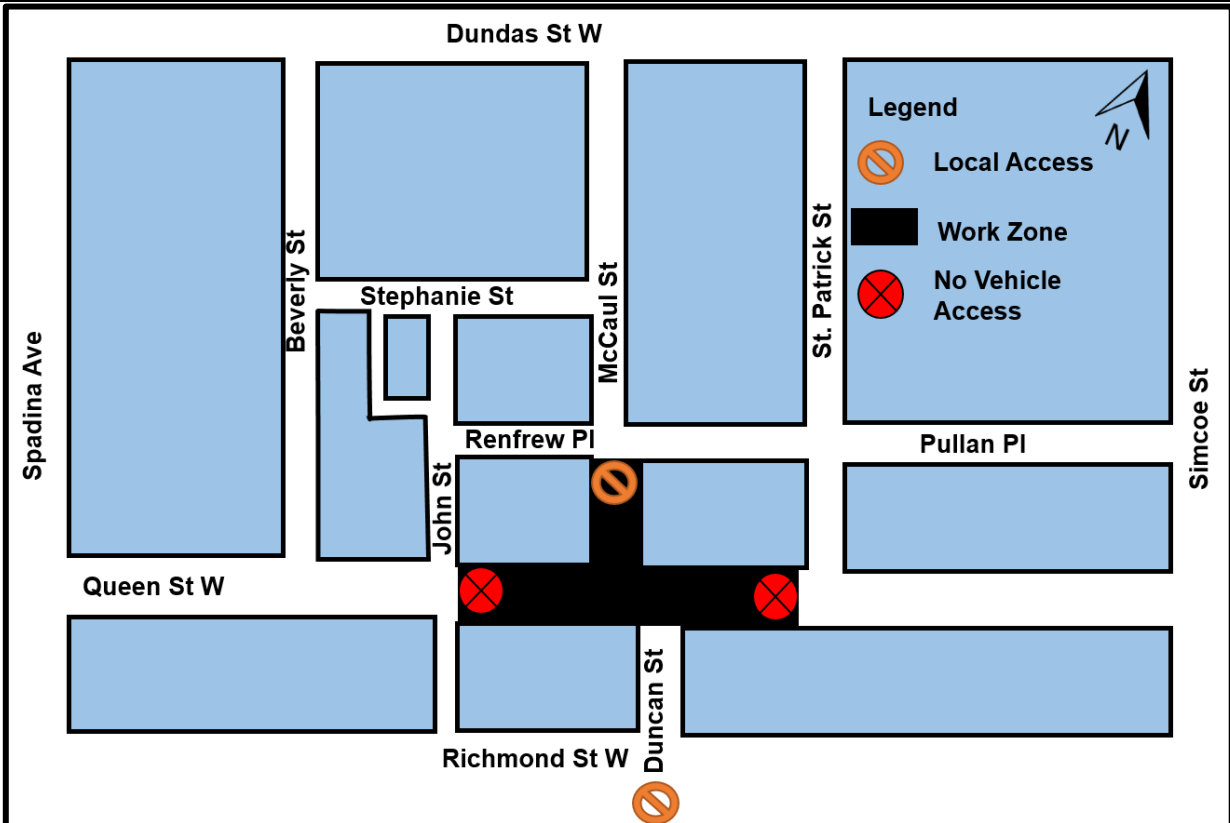 Dundas St W
Legend
N
Local Access
Work Zone
No Vehicle
Access
Beverly St
Stephanie St
McCaul St
St. Patrick St
Spadina Ave
Simcoe St
Renfrew Pl
Pullan Pl
John St
Queen St W
Duncan St
Richmond St W